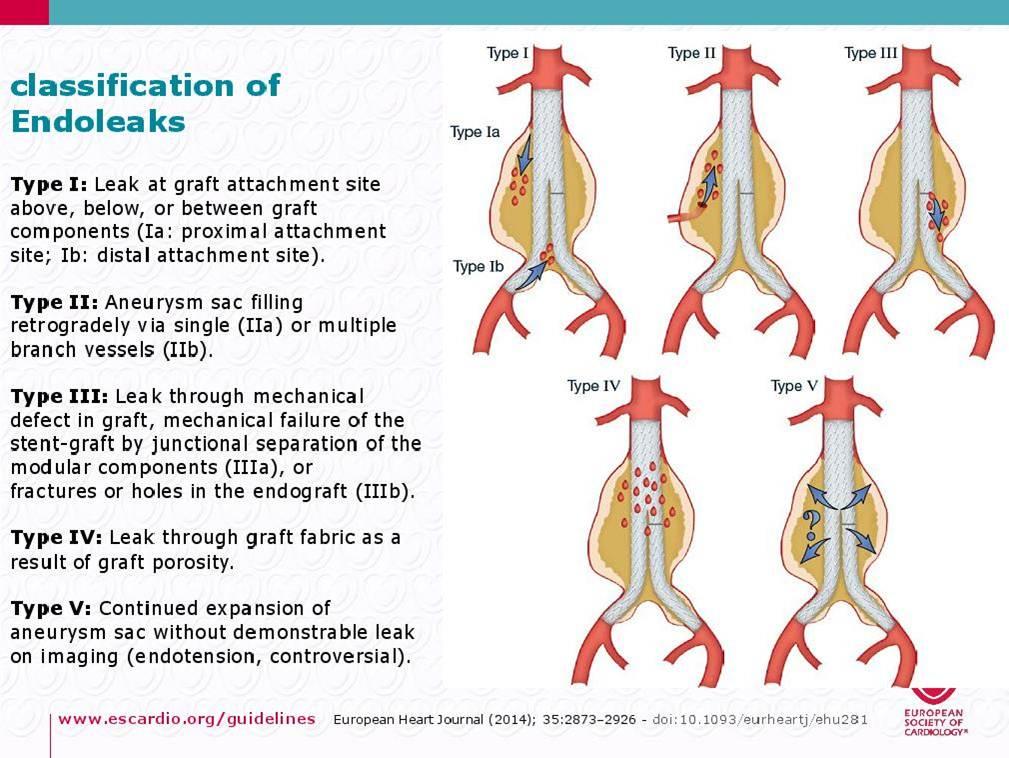 classification of
Endoleaks
Type I: Leak at graft attachment site
above, below, or between graft
components (Ia: proximal attachment
site; Ib: distal attachment site).
Type II: Aneurysm sac filling
retrogradely via single (IIa) or multiple
branch vessels (IIb).
Type III: Leak through mechanical
defect in graft, mechanical failure of the
stent-graft by junctional separation of the
modular components (IIIa), or
fractures or holes in the endograft (IIIb).
Type IV: Leak through graft fabric as a
result of graft porosity.
Type V: Continued expansion of
aneurysm sac without demonstrable leak
on imaging (endotension, controversial).
Type I
Type II
Type III
Type Ia
Type Ib
Type IV
Type V
?
www.escardio.org/guidelines European Heart Journal (2014); 35:2873–2926 - doi:10.1093/eurheartj/ehu281
EUROPEAN
SOCIETY OF
CARDIOLOGY®